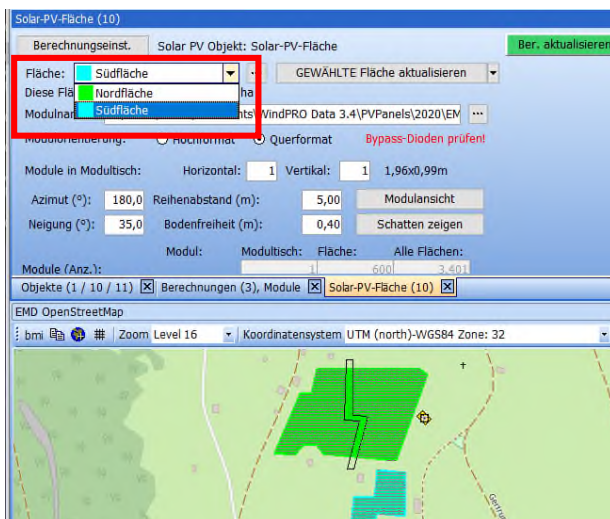 Solar-PV-Fläche (10)
Berechnungseinst. Solar PV Objekt: Solar-PV-Fläche Ber. aktualisieren
Fläche: Südfläche ... GEWÄHLTE Fläche aktualisieren
Diese Flä ha
Nordfläche
Südfläche
Modulnar nts\WindPRO Data 3.4\PVPanels\2020\EM ...
Modulorientierung: Hochformat Querformat Bypass-Dioden prüfen!
Module in Modultisch: Horizontal: 1 Vertikal: 1 1,96x0,99m
Azimut (°): 180,0 Reihenabstand (m): 5,00 Modulansicht
Neigung (°): 35,0 Bodenfreiheit (m): 0,40 Schatten zeigen
Modul: Modultisch: Fläche: Alle Flächen:
Module (Anz.): 1 600 3.401
Objekte (1 / 10 / 11) Berechnungen (3), Module Solar-PV-Fläche (10)
EMD OpenStreetMap
bmi Zoom Level 16 Koordinatensystem UTM (north)-WGS84 Zone: 32
Gertru